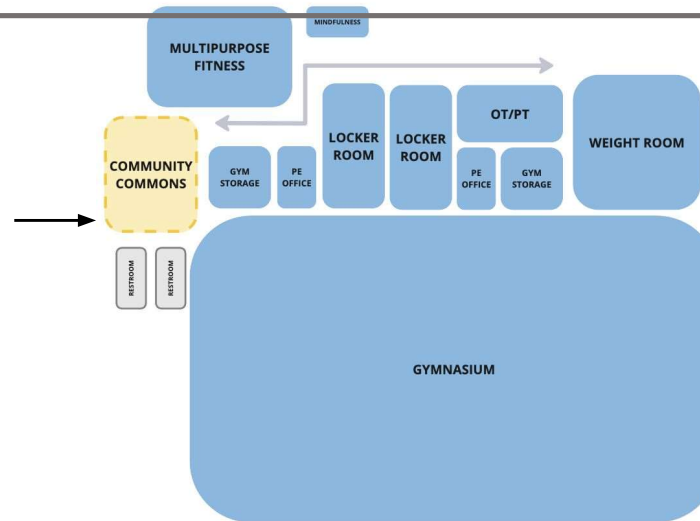 MINDFULNESS
MULTIPURPOSE
FITNESS
OT/PT
LOCKER
ROOM
LOCKER
ROOM
WEIGHT ROOM
COMMUNITY
COMMONS
GYM
STORAGE
PE
OFFICE
PE
OFFICE
GYM
STORAGE
RESTROOM
RESTROOM
GYMNASIUM